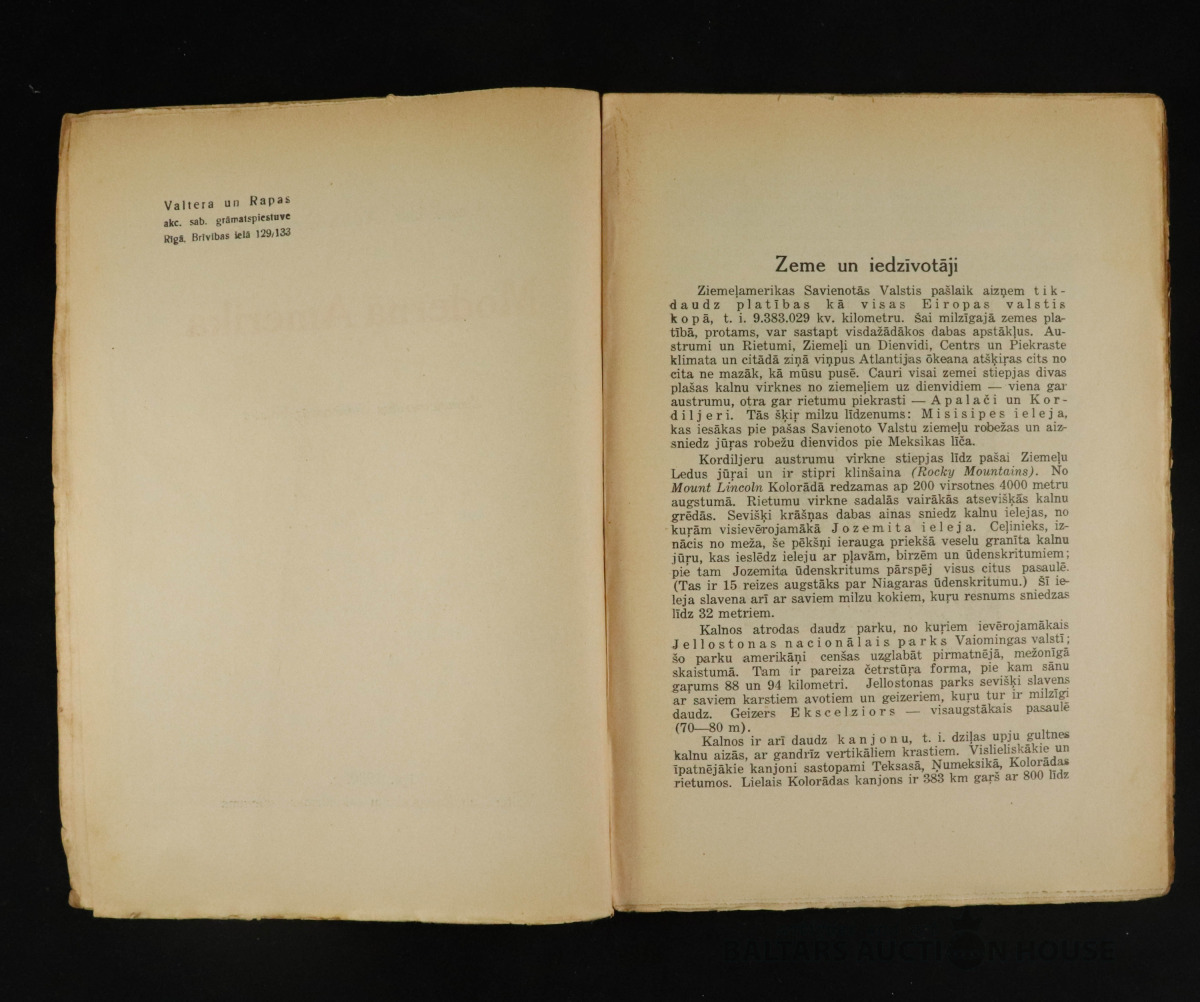 Valtera un Rapas
akc. sab. grāmatspiestuve
Rīgā, Brīvības ielā 129/133
Zeme un iedzīvotāji
Ziemeļamerikas Savienotās Valstis pašlaik aizņem tik-
daudz platības kā visas Eiropas valstis
kopā, t. i. 9.383.029 kv. kilometru. Šai milzīgajā zemes pla-
tībā, protams, var sastapt visdažādākos dabas apstākļus. Au-
strumi un Rietumi, Ziemeļi un Dienvidi, Centrs un Piekraste
klimata un citādā ziņā viņpus Atlantijas ōkeana atšķiŗas cits no
cita ne mazāk, kā mūsu pusē. Cauri visai zemei stiepjas divas
plašas kalnu virknes no ziemeļiem uz dienvidiem — viena gar
austrumu, otra gar rietumu piekrasti — Apalači un Kor-
diljeri. Tās šķiŗ milzu līdzenums: Misisipes ieleja,
kas iesākas pie pašas Savienoto Valstu ziemeļu robežas un aiz-
sniedz jūŗas robežu dienvidos pie Meksikas līča.
Kordiljeru austrumu virkne stiepjas līdz pašai Ziemeļu
Ledus jūŗai un ir stipri klinšaina (Rocky Mountains). No
Mount Lincoln Kolorādā redzamas ap 200 virsotnes 4000 metru
augstumā. Rietumu virkne sadalās vairākās atsevišķās kalnu
grēdās. Sevišķi krāšņas dabas ainas sniedz kalnu ielejas, no
kuŗām visievērojamākā Jozemita ieleja. Ceļinieks, iz-
nācis no meža, še pēkšņi ierauga priekšā veselu granīta kalnu
jūŗu, kas ieslēdz ieleju ar pļavām, birzēm un ūdenskritumiem;
pie tam Jozemita ūdenskritums pārspēj visus citus pasaulē.
(Tas ir 15 reizes augstāks par Niagaras ūdenskritumu.) Šī ie-
leja slavena arī ar saviem milzu kokiem, kuŗu resnums sniedzas
līdz 32 metriem.
Kalnos atrodas daudz parku, no kuŗiem ievērojamākais
Jellostonas nacionālais parks Vaiomingas valstī;
šo parku amerikāņi cenšas uzglabāt pirmatnējā, mežonīgā
skaistumā. Tam ir pareiza četrstūŗa forma, pie kam sānu
gaŗums 88 un 94 kilometri. Jellostonas parks sevišķi slavens
ar saviem karstiem avotiem un geizeriem, kuŗu tur ir milzīgi
daudz. Geizers Ekscelziors — visaugstākais pasaulē
(70—80 m).
Kalnos ir arī daudz kanjonu, t. i. dziļas upju gultnes
kalnu aizās, ar gandrīz vertikāliem krastiem. Vislieliskākie un
īpatnējākie kanjoni sastopami Teksasā, Ņumeksikā, Kolorādas
rietumos. Lielais Kolorādas kanjons ir 383 km gaŗš ar 800 līdz
BALTARS AUCTION HOUSE